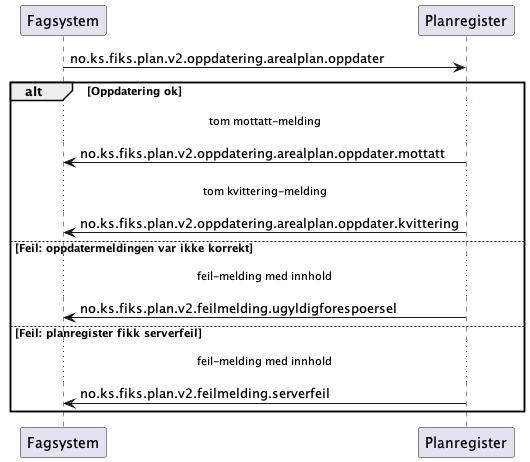 Fagsystem
Planregister
no.ks.fiks.plan.v2.oppdatering.arealplan.oppdater
alt
[Oppdatering ok]
tom mottatt-melding
no.ks.fiks.plan.v2.oppdatering.arealplan.oppdater.mottatt
tom kvittering-melding
no.ks.fiks.plan.v2.oppdatering.arealplan.oppdater.kvittering
[Feil: oppdatermeldingen var ikke korrekt]
feil-melding med innhold
no.ks.fiks.plan.v2.feilmelding.ugyldigforespoersel
[Feil: planregister fikk serverfeil]
feil-melding med innhold
no.ks.fiks.plan.v2.feilmelding.serverfeil
Fagsystem
Planregister